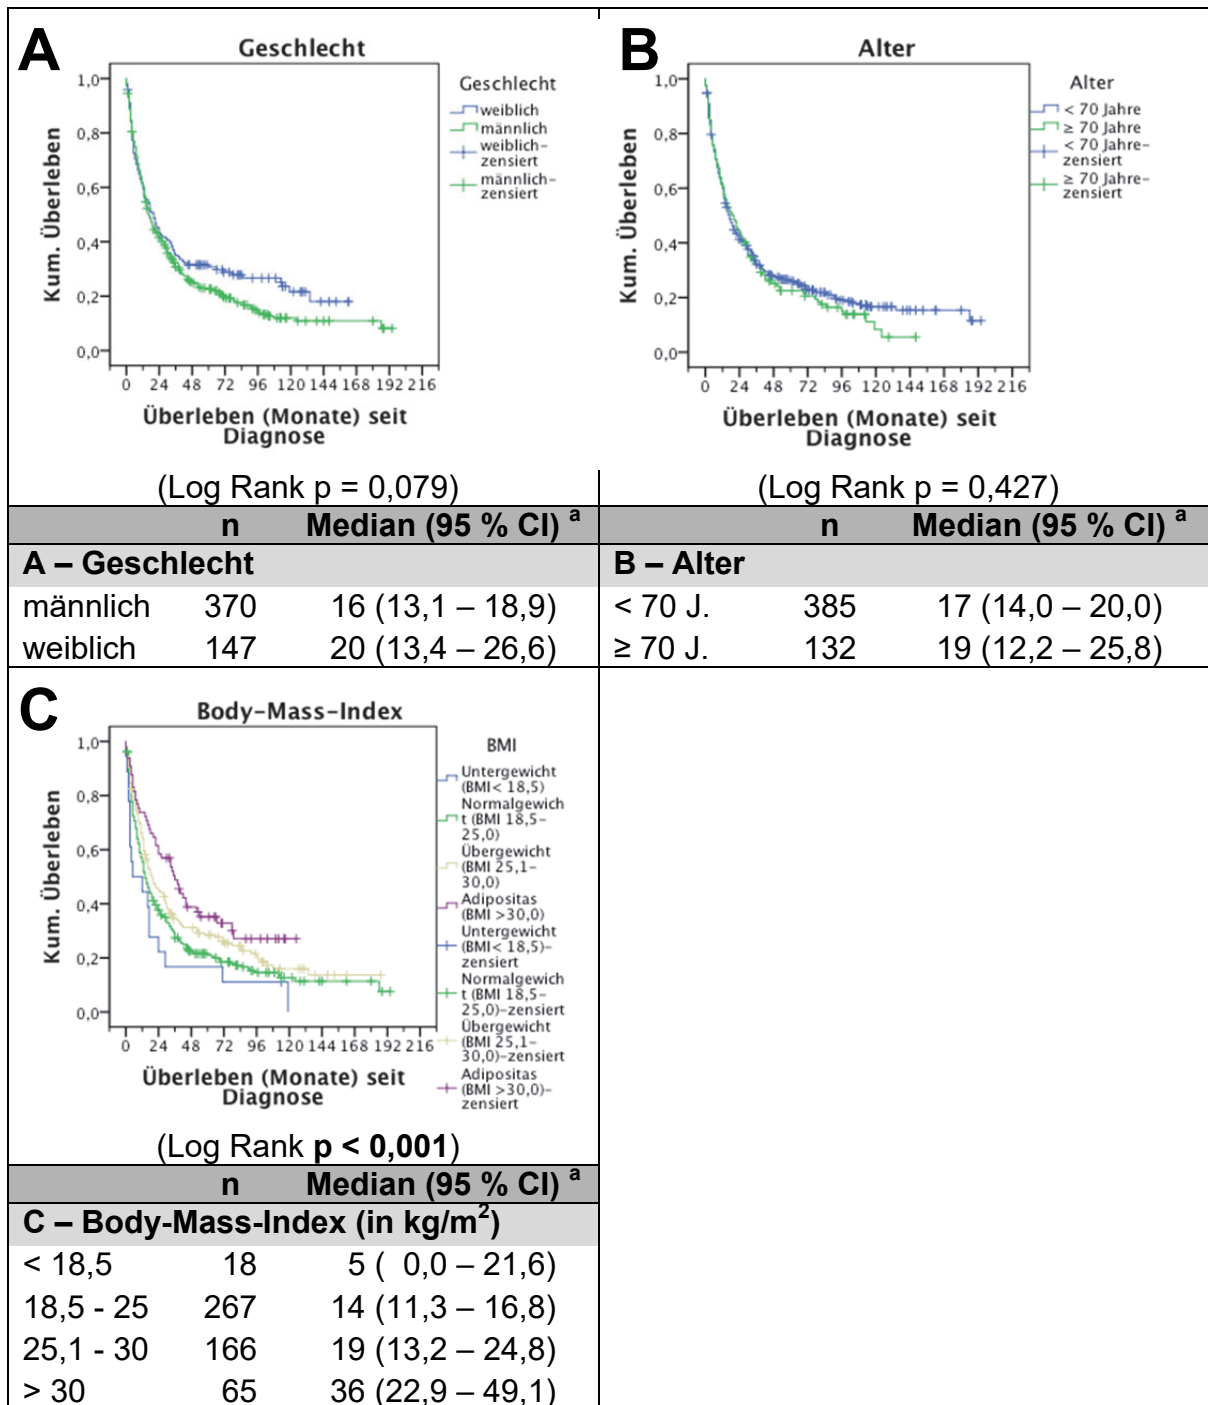 A
Geschlecht
Kum. Überleben
1,0
0,8
0,6
0,4
0,2
0,0
0 24 48 72 96 120 144 168 192 216
Überleben (Monate) seit
Diagnose
Geschlecht
weiblich
männlich
weiblich-
zensiert
männlich-
zensiert
(Log Rank p = 0,079)
n Median (95 % CI) a
A – Geschlecht
männlich 370 16 (13,1 – 18,9)
weiblich 147 20 (13,4 – 26,6)
B
Alter
Kum. Überleben
1,0
0,8
0,6
0,4
0,2
0,0
0 24 48 72 96 120 144 168 192 216
Überleben (Monate) seit
Diagnose
Alter
< 70 Jahre
≥ 70 Jahre
< 70 Jahre-
zensiert
≥ 70 Jahre-
zensiert
(Log Rank p = 0,427)
n Median (95 % CI) a
B – Alter
< 70 J. 385 17 (14,0 – 20,0)
≥ 70 J. 132 19 (12,2 – 25,8)
C
Body-Mass-Index
Kum. Überleben
1,0
0,8
0,6
0,4
0,2
0,0
0 24 48 72 96 120 144 168 192 216
Überleben (Monate) seit
Diagnose
BMI
Untergewicht
(BMI< 18,5)
Normalgewich
t (BMI 18,5-
25,0)
Übergewicht
(BMI 25,1-
30,0)
Adipositas
(BMI >30,0)
Untergewicht
(BMI< 18,5)-
zensiert
Normalgewich
t (BMI 18,5-
25,0)-zensiert
Übergewicht
(BMI 25,1-
30,0)-zensiert
Adipositas
(BMI >30,0)-
zensiert
(Log Rank p < 0,001)
n Median (95 % CI) a
C – Body-Mass-Index (in kg/m2)
< 18,5 18 5 ( 0,0 – 21,6)
18,5 - 25 267 14 (11,3 – 16,8)
25,1 - 30 166 19 (13,2 – 24,8)
> 30 65 36 (22,9 – 49,1)